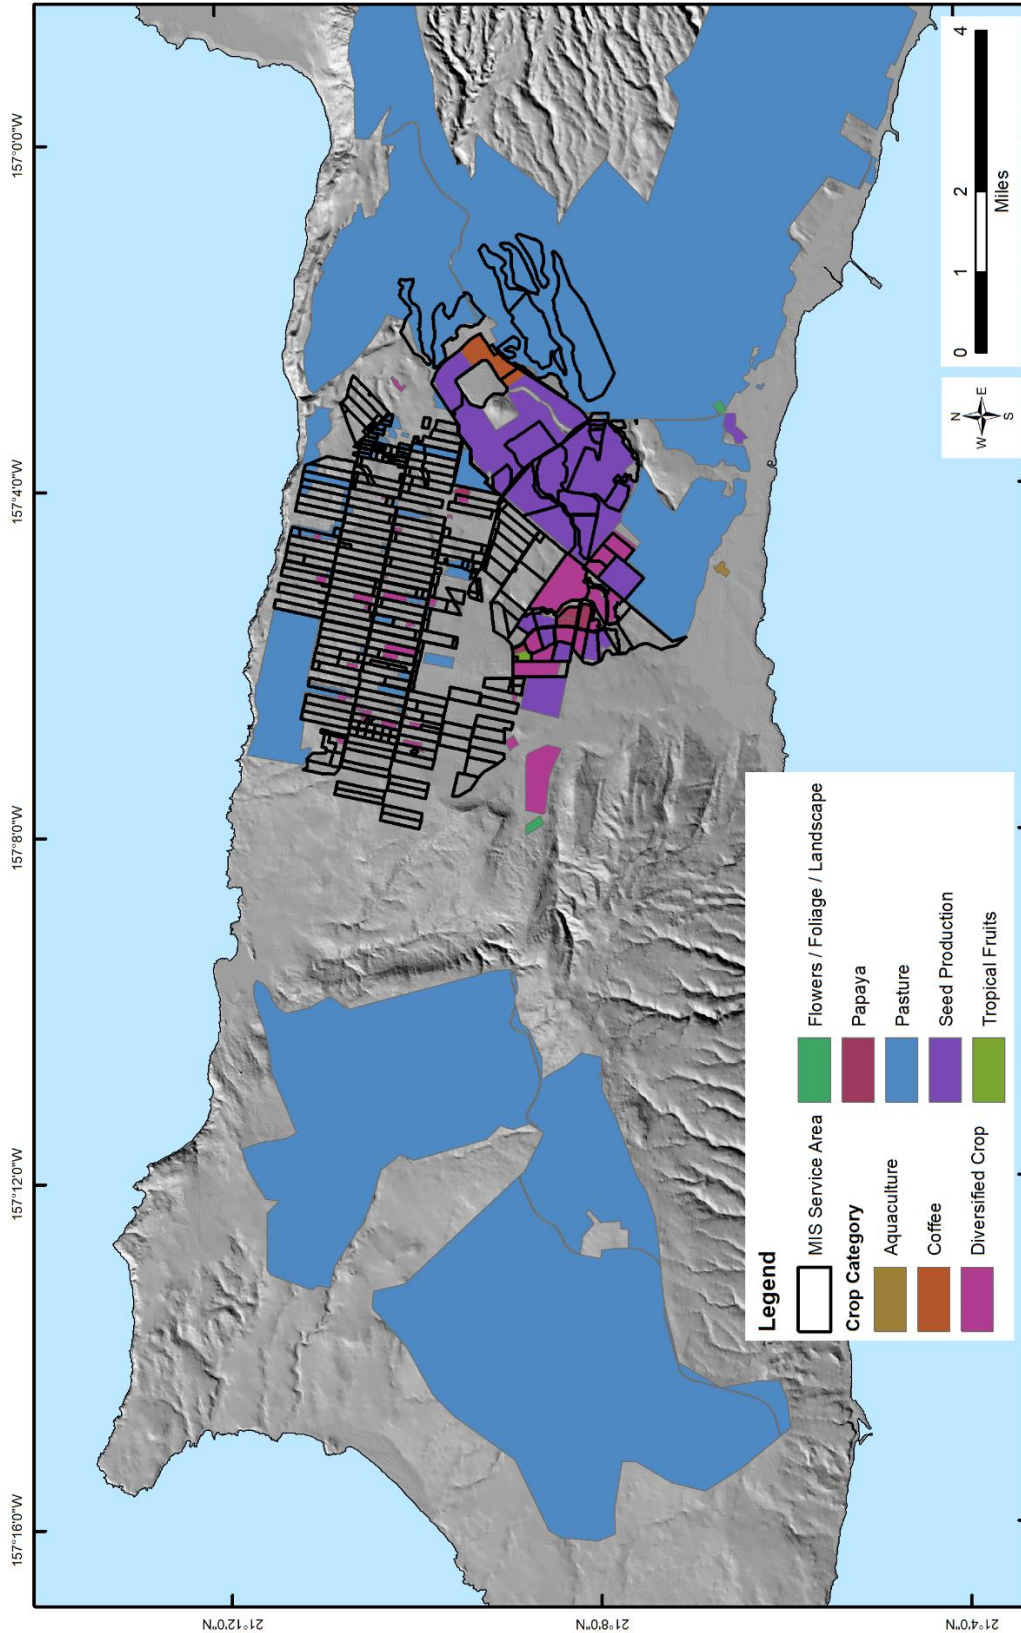 157°16'0"W
157°12'0"W
157°8'0"W
157°4'0"W
157°0'0"W
21°12'0"N
21°8'0"N
21°4'0"N
Legend
MIS Service Area
Crop Category
Aquaculture
Coffee
Diversified Crop
Flowers / Foliage / Landscape
Papaya
Pasture
Seed Production
Tropical Fruits
N
W
E
S
0
1
2
4
Miles